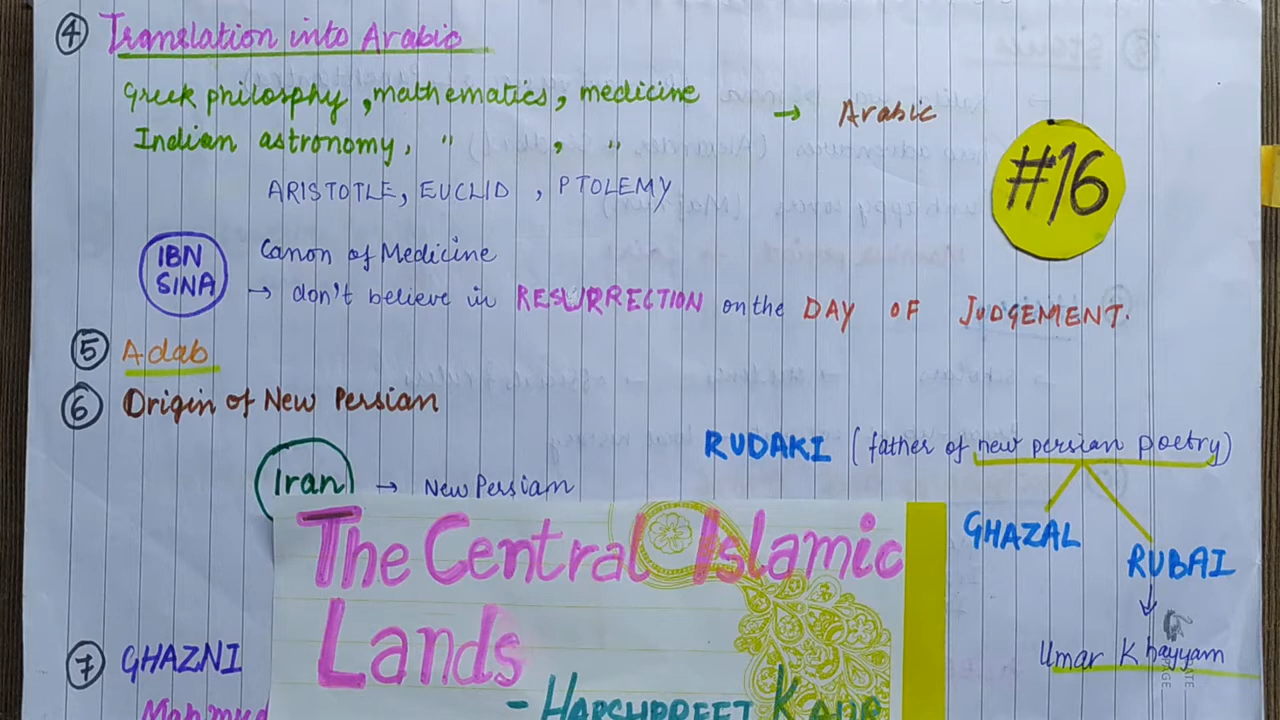 ④ Translation into Arabic
Greek philosphy, mathematics, medicine → Arabic
Indian astronomy, " , "
ARISTOTLE, EUCLID, PTOLEMY
#16
IBN SINA
Canon of Medicine
→ don't believe in RESURRECTION on the DAY OF JUDGEMENT.
⑤ Adab
⑥ Origin of New Persian
RUDAKI (father of new persian poetry)
Iran → New Persian
GHAZAL
RUBAI
Umar Khayyam
The Central Islamic
Lands
- HARSHPREET KAUR
⑦ GHAZNI
Mahmud